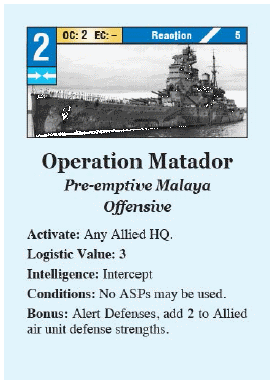 2
OC: 2 EC: –
Reaction
5
Operation Matador
Pre-emptive Malaya
Offensive
Activate: Any Allied HQ.
Logistic Value: 3
Intelligence: Intercept
Conditions: No ASPs may be used.
Bonus: Alert Defenses, add 2 to Allied
air unit defense strengths.